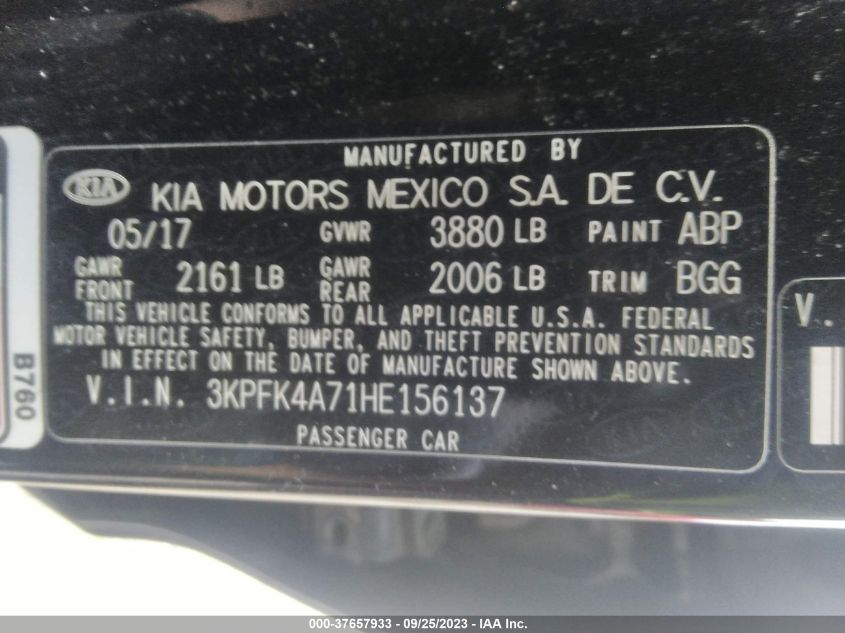 MANUFACTURED BY
KIA KIA MOTORS MEXICO S.A. DE C.V.
05/17 GVWR 3880 LB PAINT ABP
GAWR FRONT 2161 LB GAWR REAR 2006 LB TRIM BGG
THIS VEHICLE CONFORMS TO ALL APPLICABLE U.S.A. FEDERAL
MOTOR VEHICLE SAFETY, BUMPER, AND THEFT PREVENTION STANDARDS
IN EFFECT ON THE DATE OF MANUFACTURE SHOWN ABOVE.
V.I.N. 3KPFK4A71HE156137
PASSENGER CAR
B760
V.
000-37657933 - 09/25/2023 - IAA Inc.